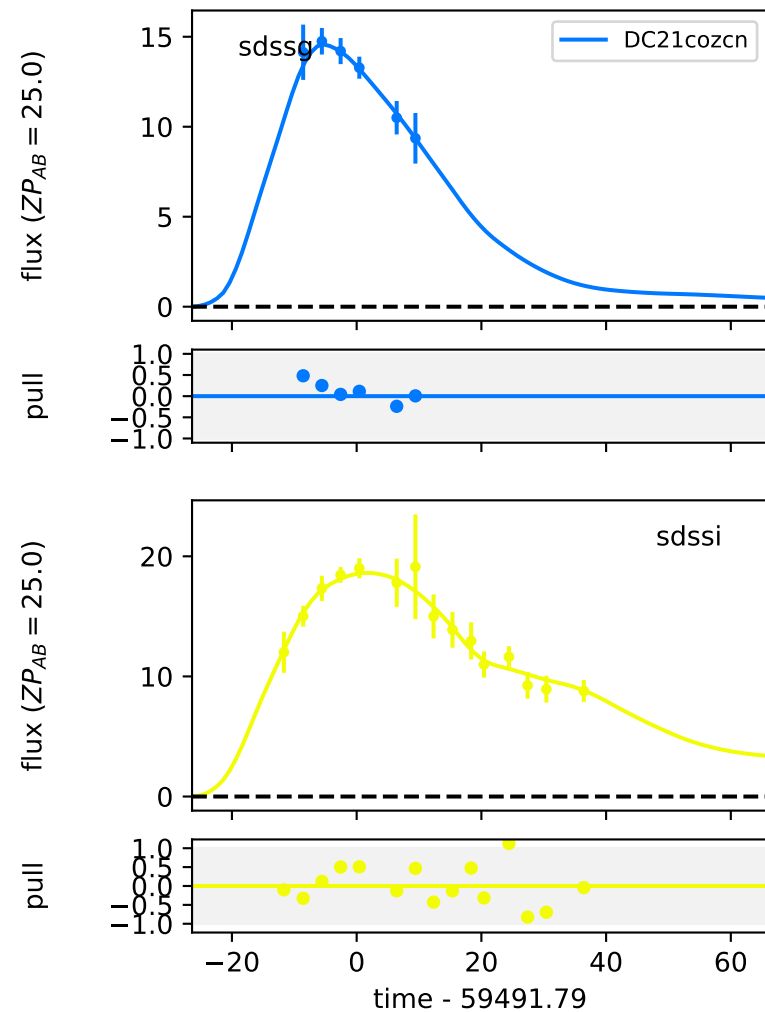 sdssg
DC21cozcn
flux (ZP_AB = 25.0)
15
10
5
0
pull
1.0
0.5
0.0
−0.5
−1.0
sdssi
flux (ZP_AB = 25.0)
20
10
0
pull
1.0
0.5
0.0
−0.5
−1.0
−20 0 20 40 60
time - 59491.79